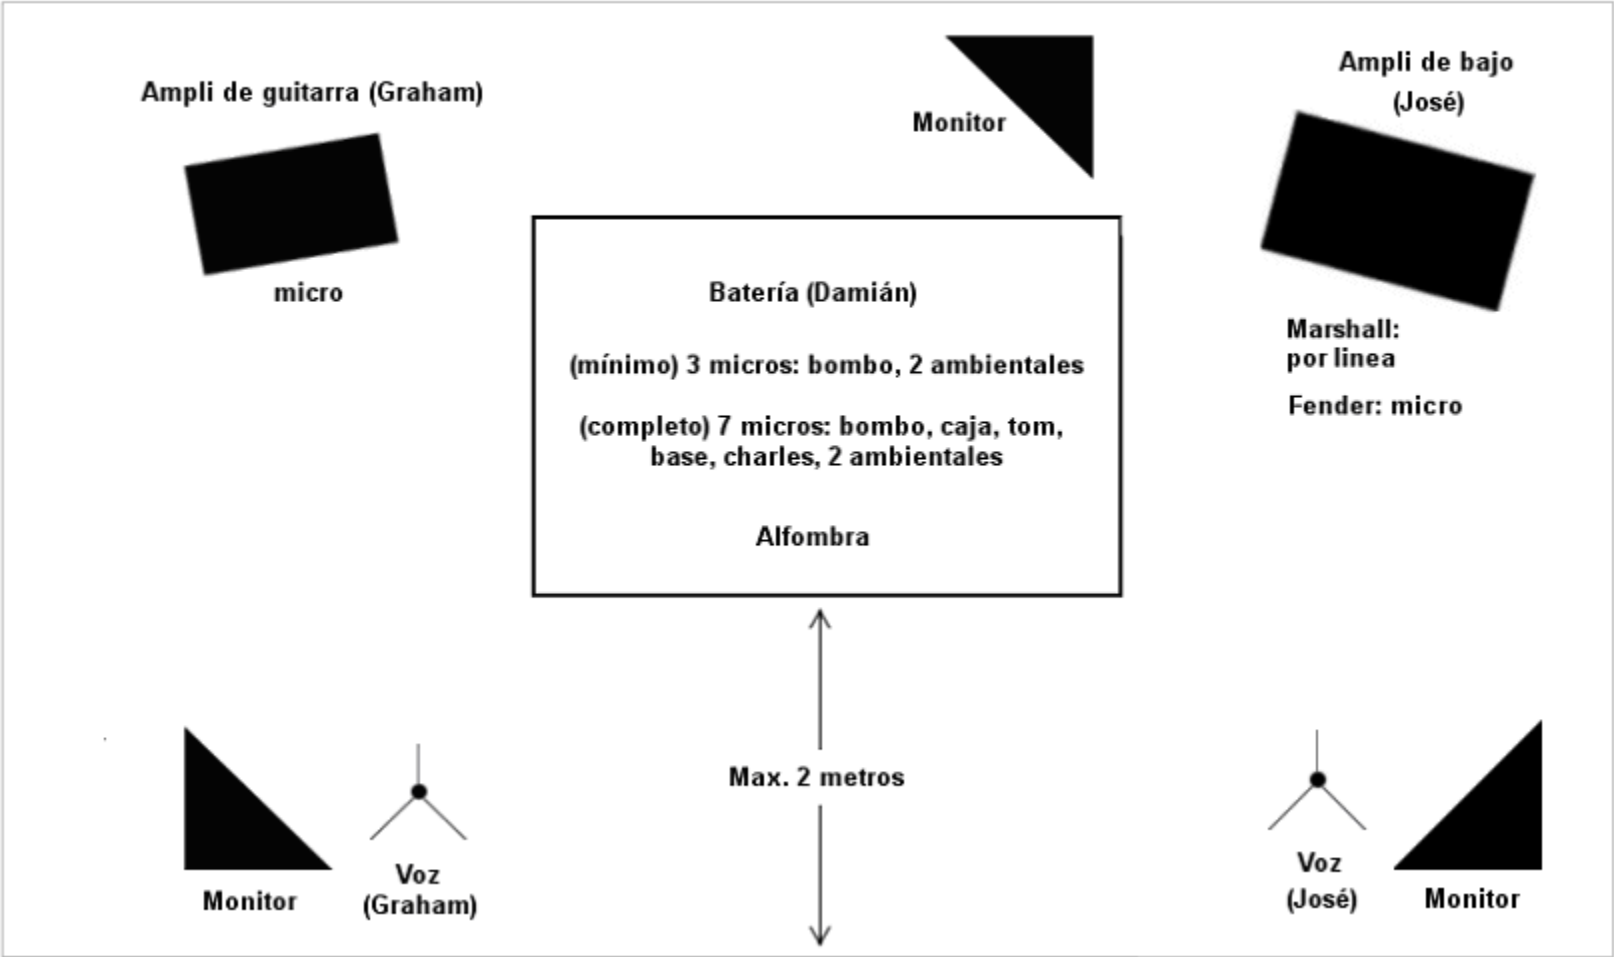 Ampli de guitarra (Graham)
micro
Monitor
Ampli de bajo
(José)
Marshall:
por linea
Fender: micro
Batería (Damián)
(mínimo) 3 micros: bombo, 2 ambientales
(completo) 7 micros: bombo, caja, tom,
base, charles, 2 ambientales
Alfombra
Max. 2 metros
Monitor
Voz
(Graham)
Voz
(José)
Monitor